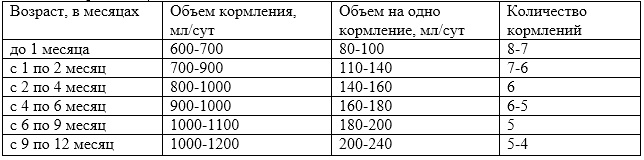 Возраст, в месяцах | Объем кормления, мл/сут | Объем на одно кормление, мл/сут | Количество кормлений
до 1 месяца | 600-700 | 80-100 | 8-7
с 1 по 2 месяц | 700-900 | 110-140 | 7-6
с 2 по 4 месяц | 800-1000 | 140-160 | 6
с 4 по 6 месяц | 900-1000 | 160-180 | 6-5
с 6 по 9 месяц | 1000-1100 | 180-200 | 5
с 9 по 12 месяц | 1000-1200 | 200-240 | 5-4